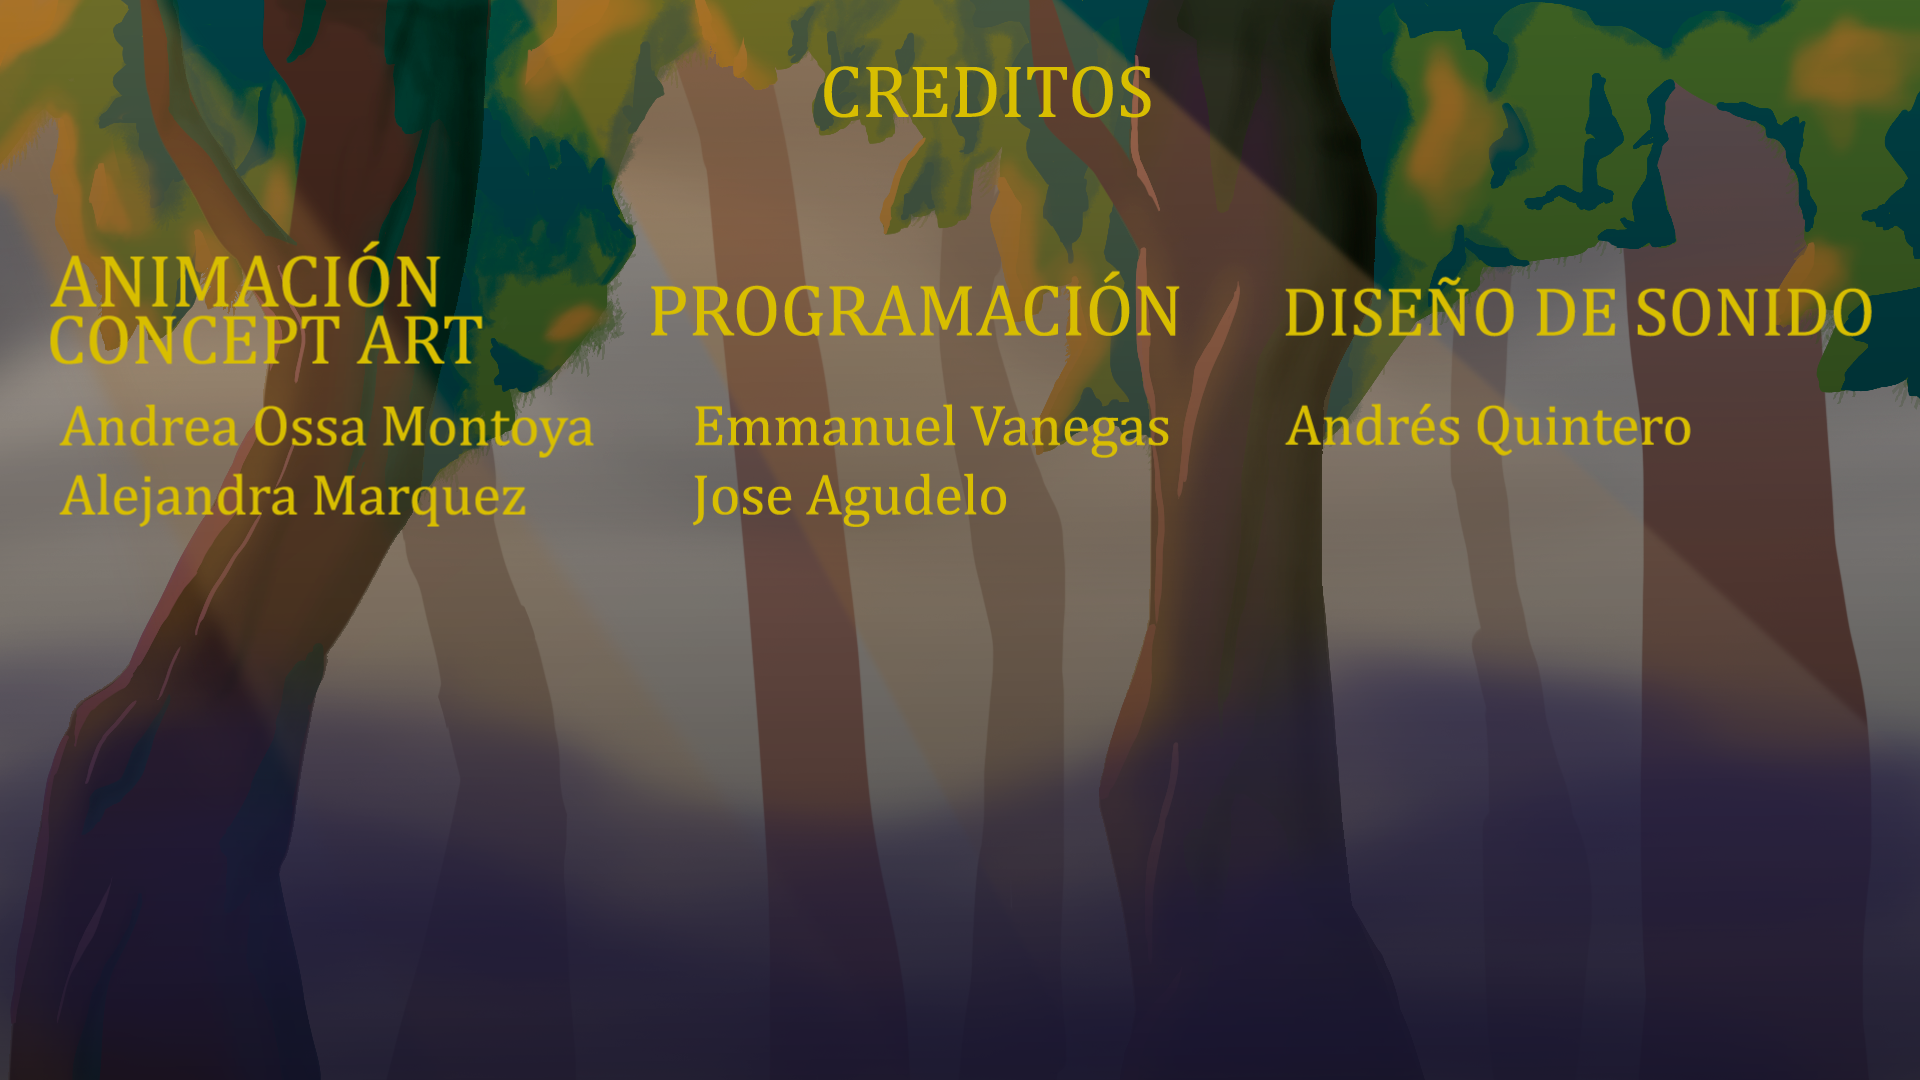 CREDITOS
ANIMACIÓN
CONCEPT ART
Andrea Ossa Montoya
Alejandra Marquez
PROGRAMACIÓN
Emmanuel Vanegas
Jose Agudelo
DISEÑO DE SONIDO
Andrés Quintero